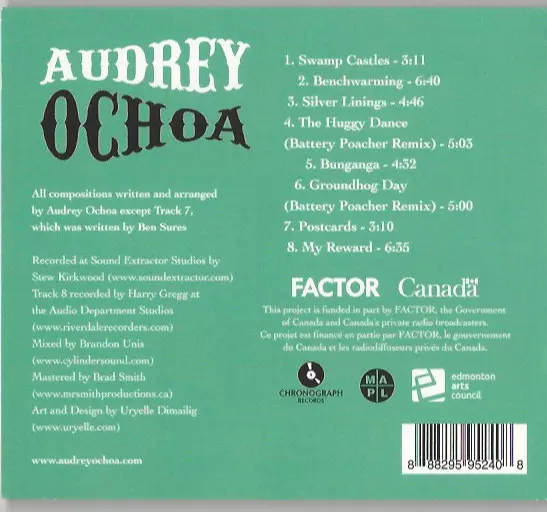 AUDREY
OCHOA
All compositions written and arranged
by Audrey Ochoa except Track 7,
which was written by Ben Sures
Recorded at Sound Extractor Studios by
Stew Kirkwood (www.soundextractor.com)
Track 8 recorded by Harry Gregg at
the Audio Department Studios
(www.riverdalerecorders.com)
Mixed by Brandon Unis
(www.cylindersound.com)
Mastered by Brad Smith
(www.mrsmithproductions.ca)
Art and Design by Uryelle Dimailig
(www.uryelle.com)
www.audreyochoa.com
1. Swamp Castles - 3:11
2. Benchwarming - 6:40
3. Silver Linings - 4:46
4. The Huggy Dance
(Battery Poacher Remix) - 5:03
5. Bunganga - 4:32
6. Groundhog Day
(Battery Poacher Remix) - 5:00
7. Postcards - 3:10
8. My Reward - 6:35
FACTOR Canada
This project is funded in part by FACTOR, the Government
of Canada and Canada's private radio broadcasters.
Ce projet est financé en partie par FACTOR, le gouvernement
du Canada et les radiodiffuseurs privés du Canada.
CHRONOGRAPH
RECORDS
M A
P L
edmonton
arts
council
8 88295 95240 8